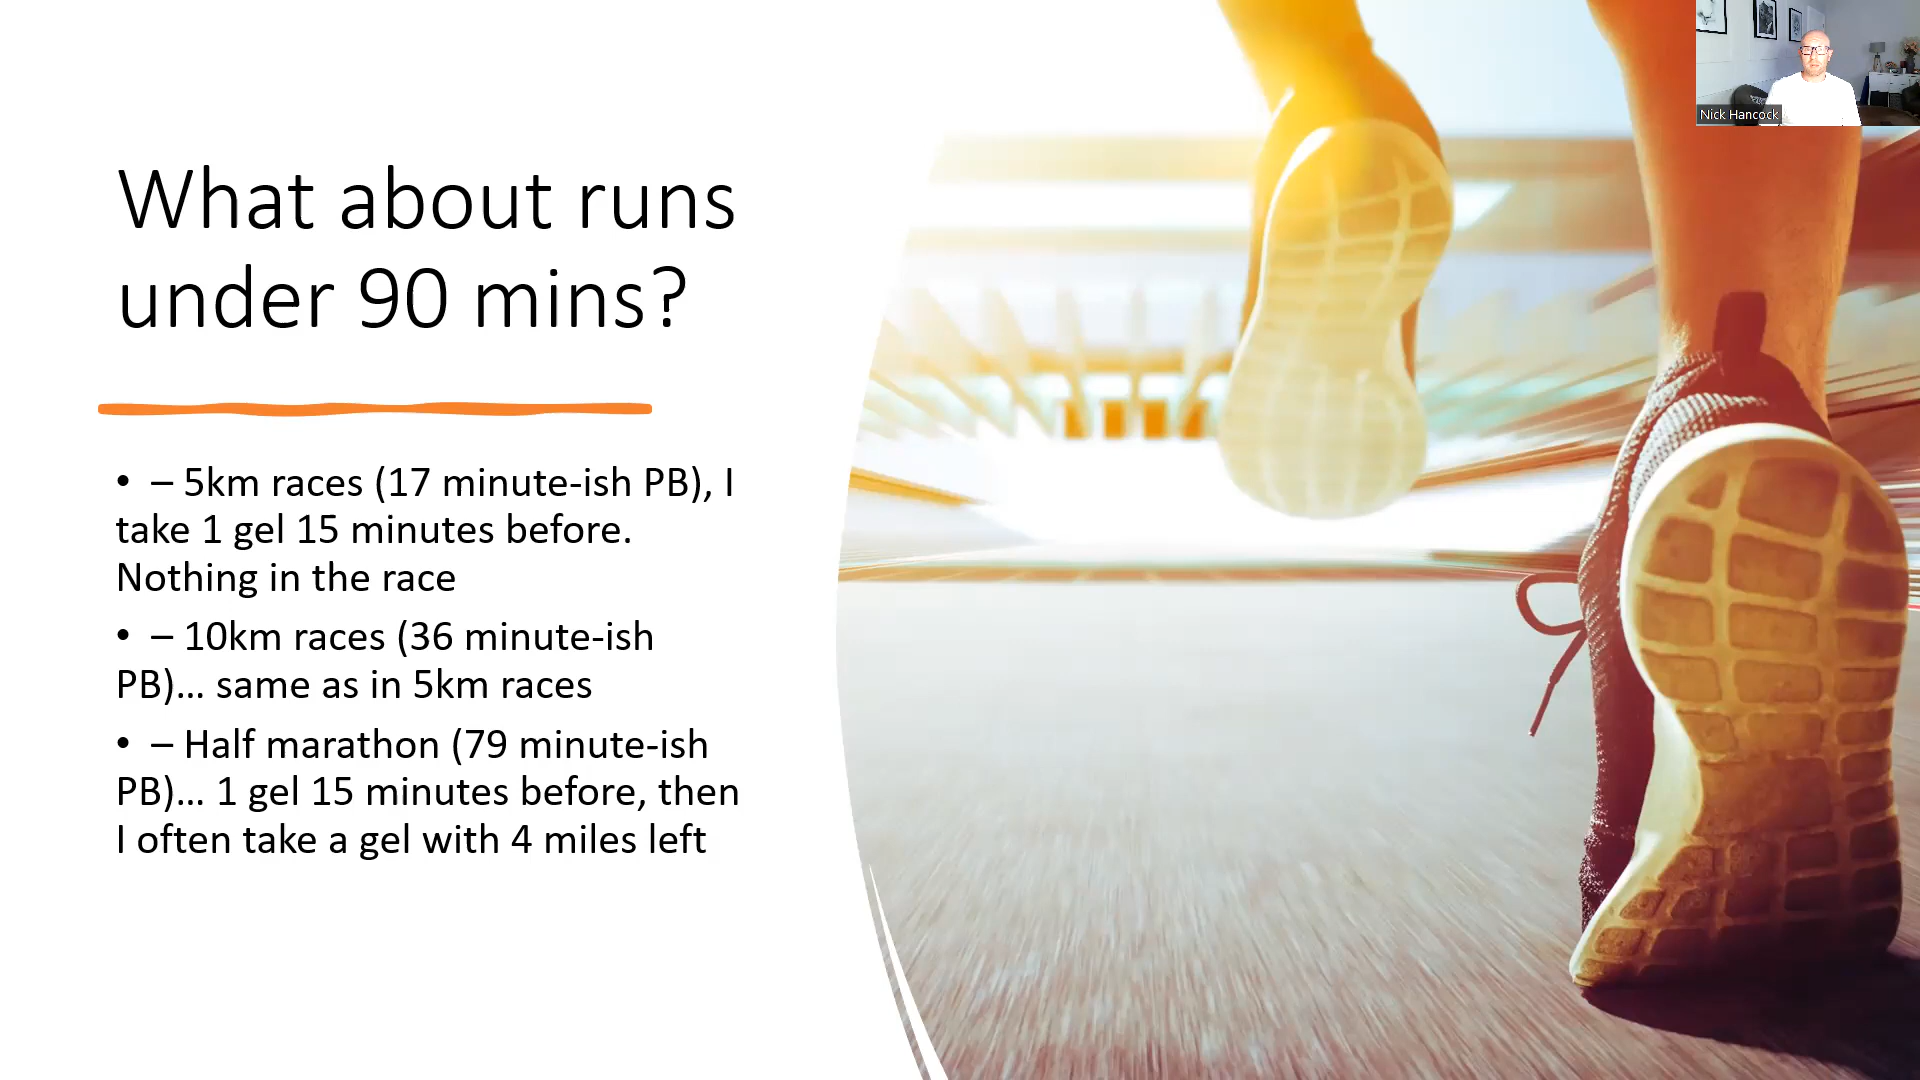 Nick Hancock
What about runs
under 90 mins?
• – 5km races (17 minute-ish PB), I
take 1 gel 15 minutes before.
Nothing in the race
• – 10km races (36 minute-ish
PB)... same as in 5km races
• – Half marathon (79 minute-ish
PB)... 1 gel 15 minutes before, then
I often take a gel with 4 miles left